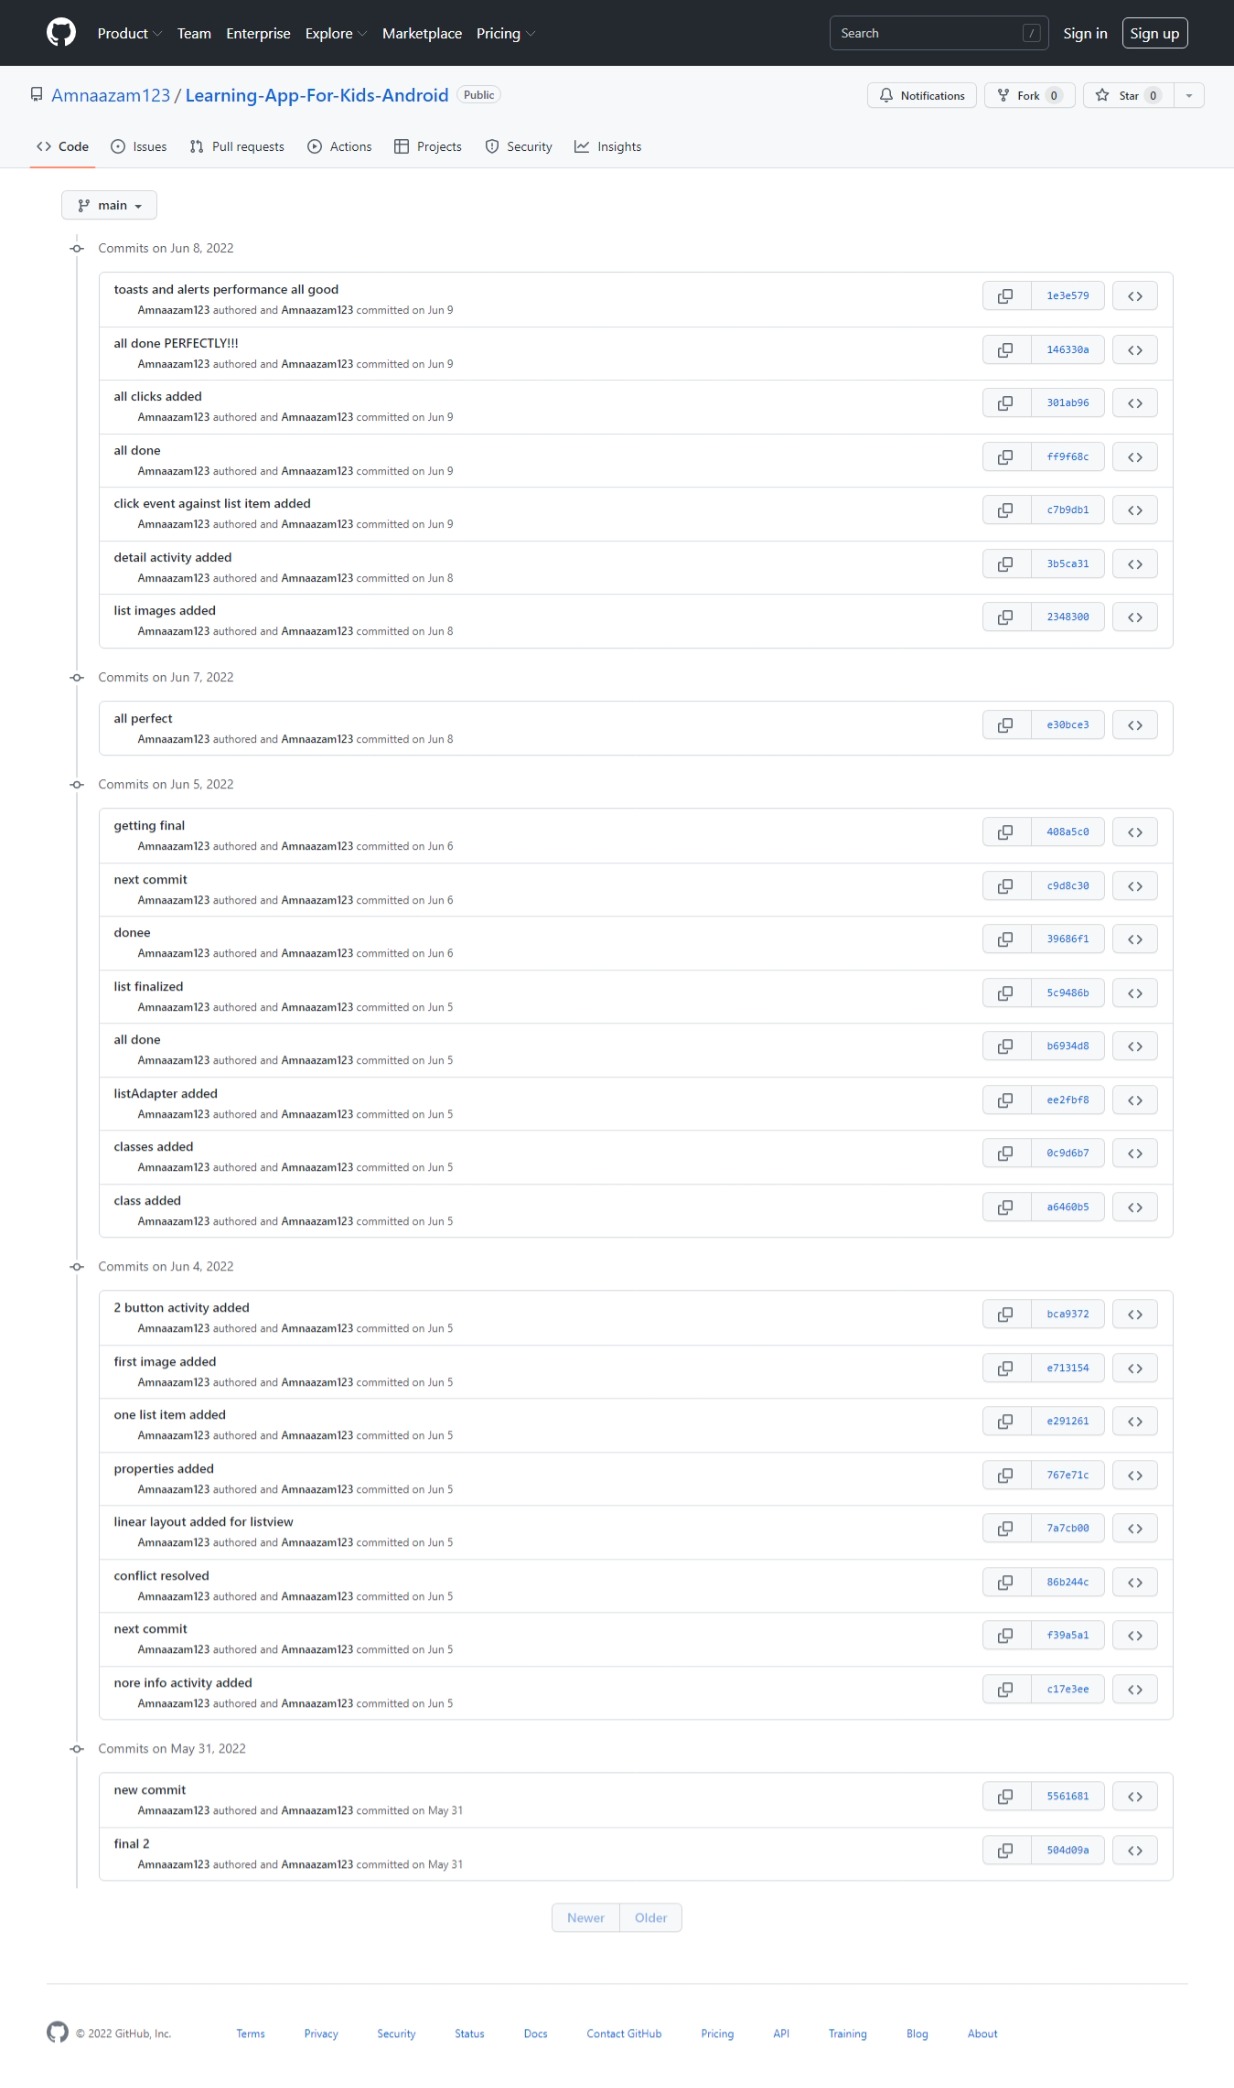 Product Team Enterprise Explore Marketplace Pricing Search / Sign in Sign up
Amnaazam123 / Learning-App-For-Kids-Android Public Notifications Fork 0 Star 0
Code Issues Pull requests Actions Projects Security Insights
main
Commits on Jun 8, 2022
toasts and alerts performance all good
Amnaazam123 authored and Amnaazam123 committed on Jun 9
1e3e579
all done PERFECTLY!!!
Amnaazam123 authored and Amnaazam123 committed on Jun 9
146330a
all clicks added
Amnaazam123 authored and Amnaazam123 committed on Jun 9
301ab96
all done
Amnaazam123 authored and Amnaazam123 committed on Jun 9
ff9f68c
click event against list item added
Amnaazam123 authored and Amnaazam123 committed on Jun 9
c7b9db1
detail activity added
Amnaazam123 authored and Amnaazam123 committed on Jun 8
3b5ca31
list images added
Amnaazam123 authored and Amnaazam123 committed on Jun 8
2348300
Commits on Jun 7, 2022
all perfect
Amnaazam123 authored and Amnaazam123 committed on Jun 8
e30bce3
Commits on Jun 5, 2022
getting final
Amnaazam123 authored and Amnaazam123 committed on Jun 6
408a5c0
next commit
Amnaazam123 authored and Amnaazam123 committed on Jun 6
c9d8c30
donee
Amnaazam123 authored and Amnaazam123 committed on Jun 6
39686f1
list finalized
Amnaazam123 authored and Amnaazam123 committed on Jun 5
5c9486b
all done
Amnaazam123 authored and Amnaazam123 committed on Jun 5
b6934d8
listAdapter added
Amnaazam123 authored and Amnaazam123 committed on Jun 5
ee2fbf8
classes added
Amnaazam123 authored and Amnaazam123 committed on Jun 5
0c9d6b7
class added
Amnaazam123 authored and Amnaazam123 committed on Jun 5
a6460b5
Commits on Jun 4, 2022
2 button activity added
Amnaazam123 authored and Amnaazam123 committed on Jun 5
bca9372
first image added
Amnaazam123 authored and Amnaazam123 committed on Jun 5
e713154
one list item added
Amnaazam123 authored and Amnaazam123 committed on Jun 5
e291261
properties added
Amnaazam123 authored and Amnaazam123 committed on Jun 5
767e71c
linear layout added for listview
Amnaazam123 authored and Amnaazam123 committed on Jun 5
7a7cb00
conflict resolved
Amnaazam123 authored and Amnaazam123 committed on Jun 5
86b244c
next commit
Amnaazam123 authored and Amnaazam123 committed on Jun 5
f39a5a1
nore info activity added
Amnaazam123 authored and Amnaazam123 committed on Jun 5
c17e3ee
Commits on May 31, 2022
new commit
Amnaazam123 authored and Amnaazam123 committed on May 31
5561681
final 2
Amnaazam123 authored and Amnaazam123 committed on May 31
504d09a
Newer Older
© 2022 GitHub, Inc. Terms Privacy Security Status Docs Contact GitHub Pricing API Training Blog About